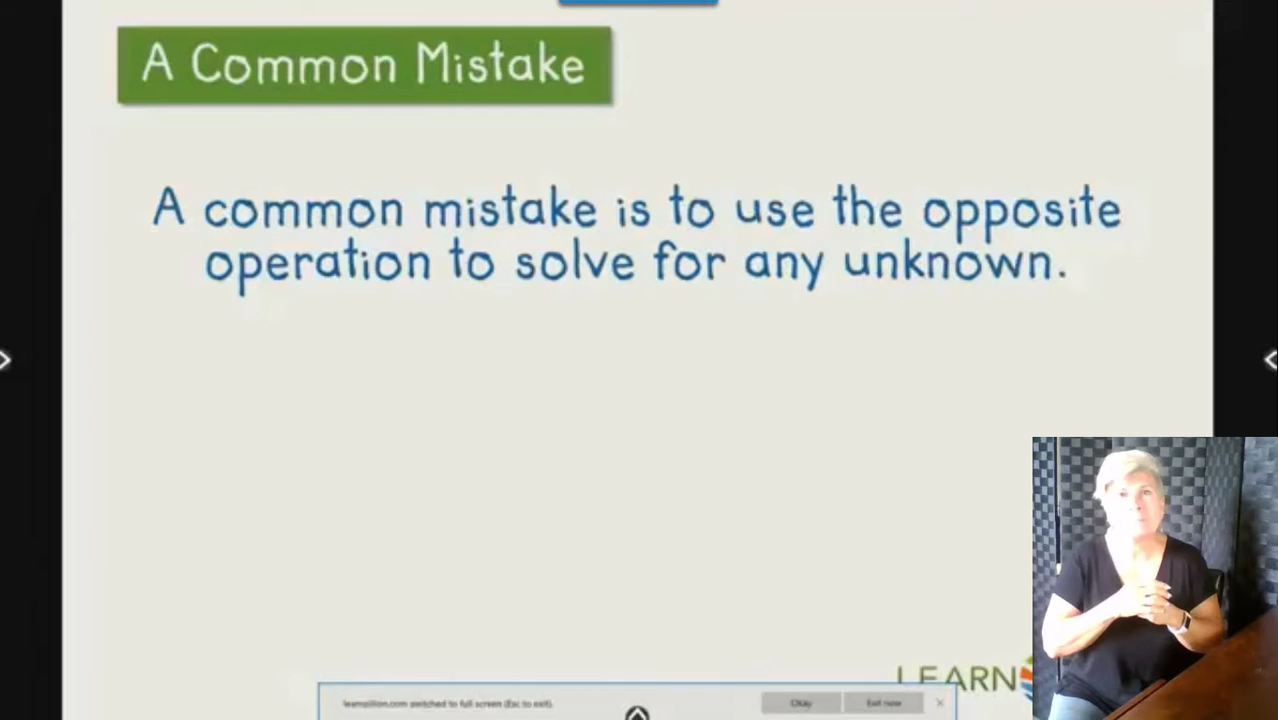 A Common Mistake
A common mistake is to use the opposite
operation to solve for any unknown.
LEARN
learnzillion.com switched to full screen (Esc to exit).
Okay
Exit now